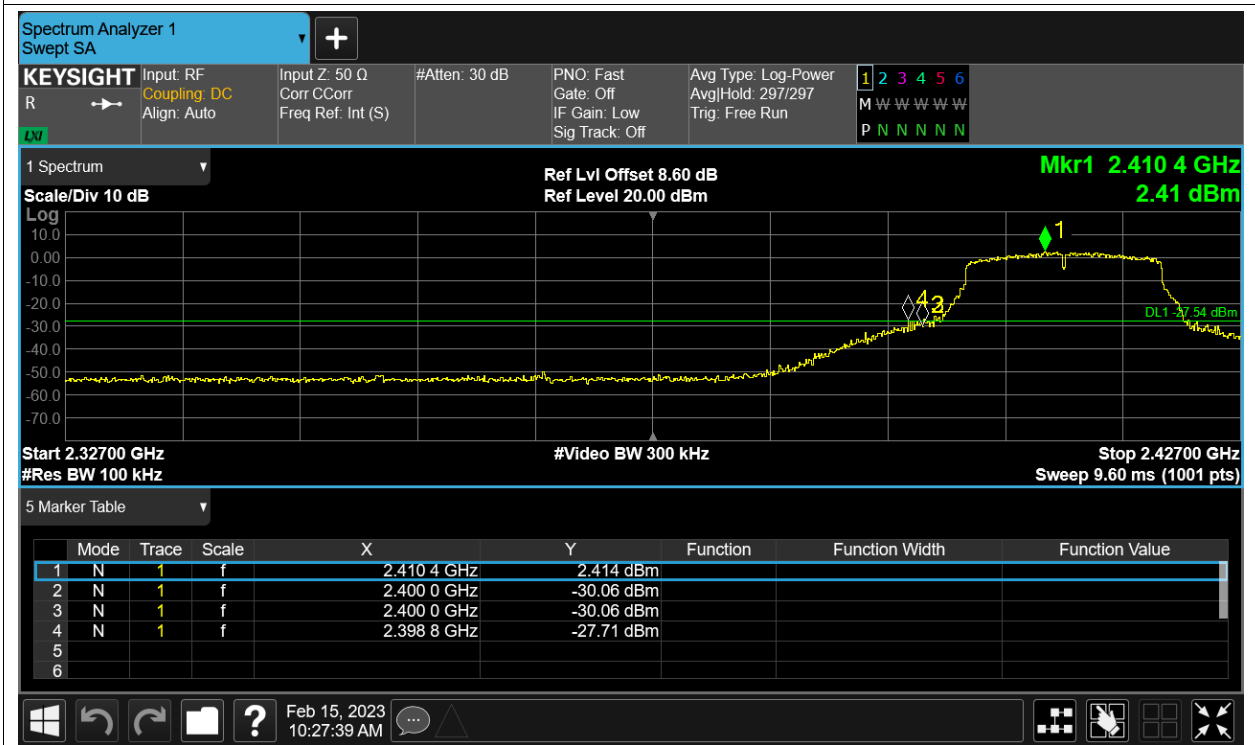 Spectrum Analyzer 1
Swept SA
KEYSIGHT
R
LXI
Input: RF
Coupling: DC
Align: Auto
Input Z: 50 Ω
Corr CCorr
Freq Ref: Int (S)
#Atten: 30 dB
PNO: Fast
Gate: Off
IF Gain: Low
Sig Track: Off
Avg Type: Log-Power
Avg|Hold: 297/297
Trig: Free Run
1 2 3 4 5 6
M W W W W W
P N N N N N
1 Spectrum
Scale/Div 10 dB
Ref Lvl Offset 8.60 dB
Ref Level 20.00 dBm
Mkr1 2.410 4 GHz
2.41 dBm
Log
10.0
0.00
-10.0
-20.0
-30.0
-40.0
-50.0
-60.0
-70.0
1
4
DL1 -27.54 dBm
Start 2.32700 GHz
#Video BW 300 kHz
Stop 2.42700 GHz
#Res BW 100 kHz
Sweep 9.60 ms (1001 pts)
5 Marker Table
Mode Trace Scale X Y Function Function Width Function Value
1 N 1 f 2.410 4 GHz 2.414 dBm
2 N 1 f 2.400 0 GHz -30.06 dBm
3 N 1 f 2.400 0 GHz -30.06 dBm
4 N 1 f 2.398 8 GHz -27.71 dBm
5
6
?
Feb 15, 2023
10:27:39 AM